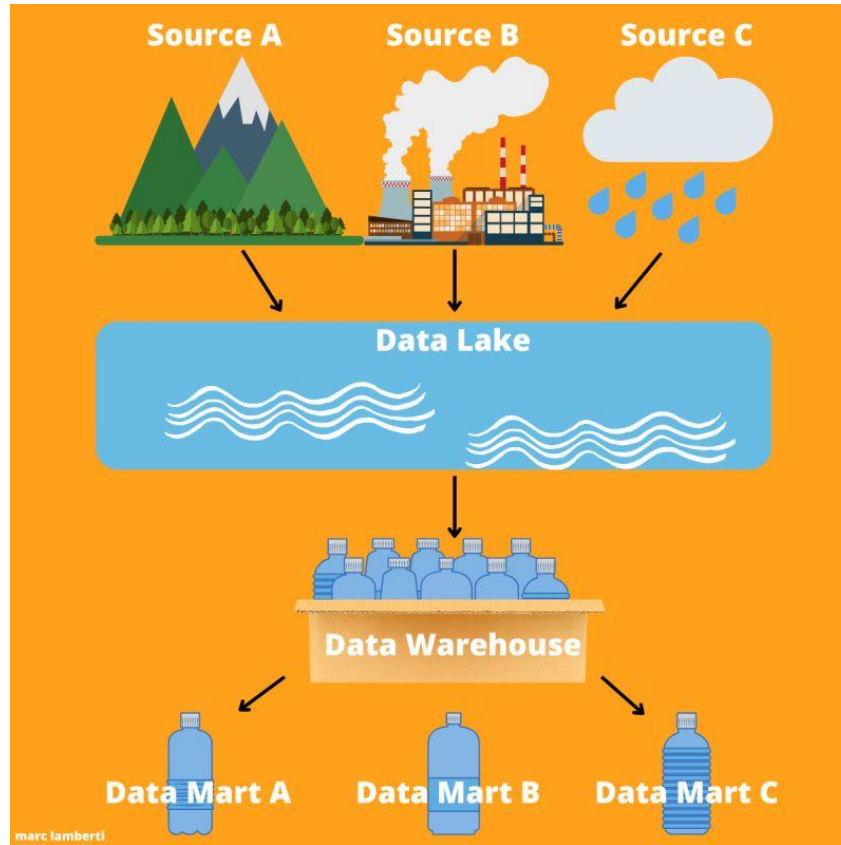 Source A
Source B
Source C
Data Lake
Data Warehouse
Data Mart A
Data Mart B
Data Mart C
marc lamberti